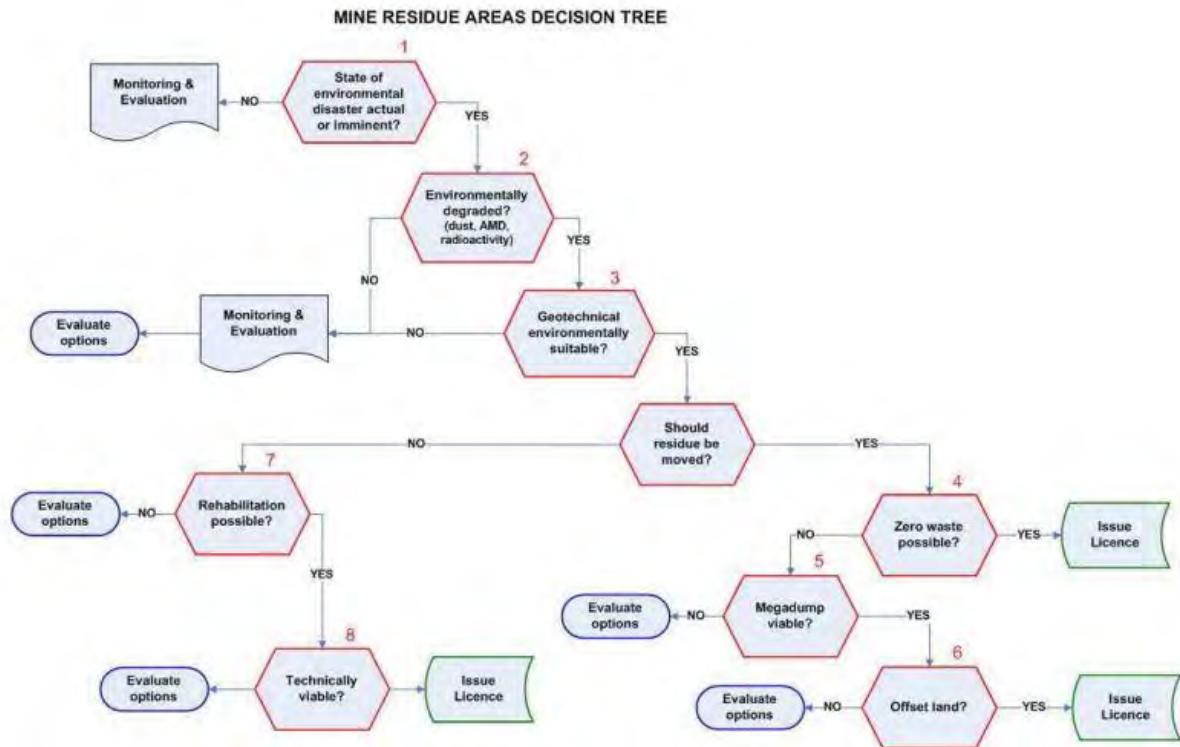 MINE RESIDUE AREAS DECISION TREE
1
State of
environmental
disaster actual
or imminent?
NO
Monitoring &
Evaluation
YES
2
Environmentally
degraded?
(dust, AMD,
radioactivity)
NO
YES
3
Geotechnical
environmentally
suitable?
NO
Monitoring &
Evaluation
Evaluate
options
YES
Should
residue be
moved?
NO
YES
7
Rehabilitation
possible?
NO
Evaluate
options
YES
4
Zero waste
possible?
YES
Issue
Licence
NO
5
Megadump
viable?
NO
Evaluate
options
YES
8
Technically
viable?
Evaluate
options
Issue
Licence
6
Offset land?
NO
Evaluate
options
YES
Issue
Licence